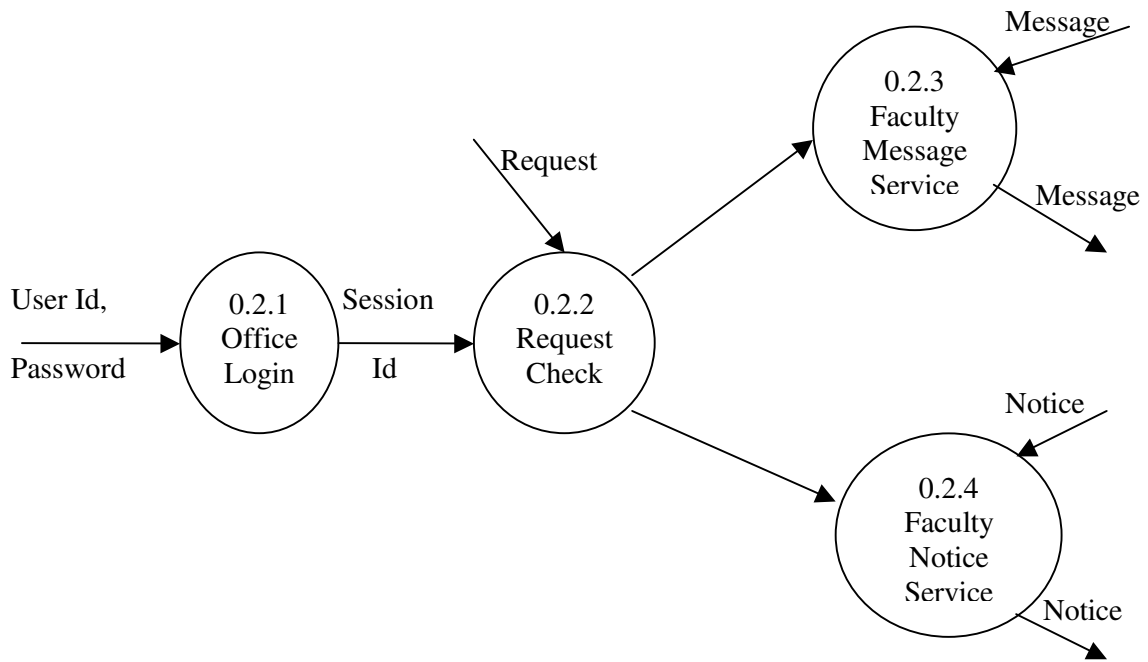 Message
0.2.3
Faculty
Message
Service
Message
Request
User Id,
Password
0.2.1
Office
Login
Session
Id
0.2.2
Request
Check
Notice
0.2.4
Faculty
Notice
Service
Notice